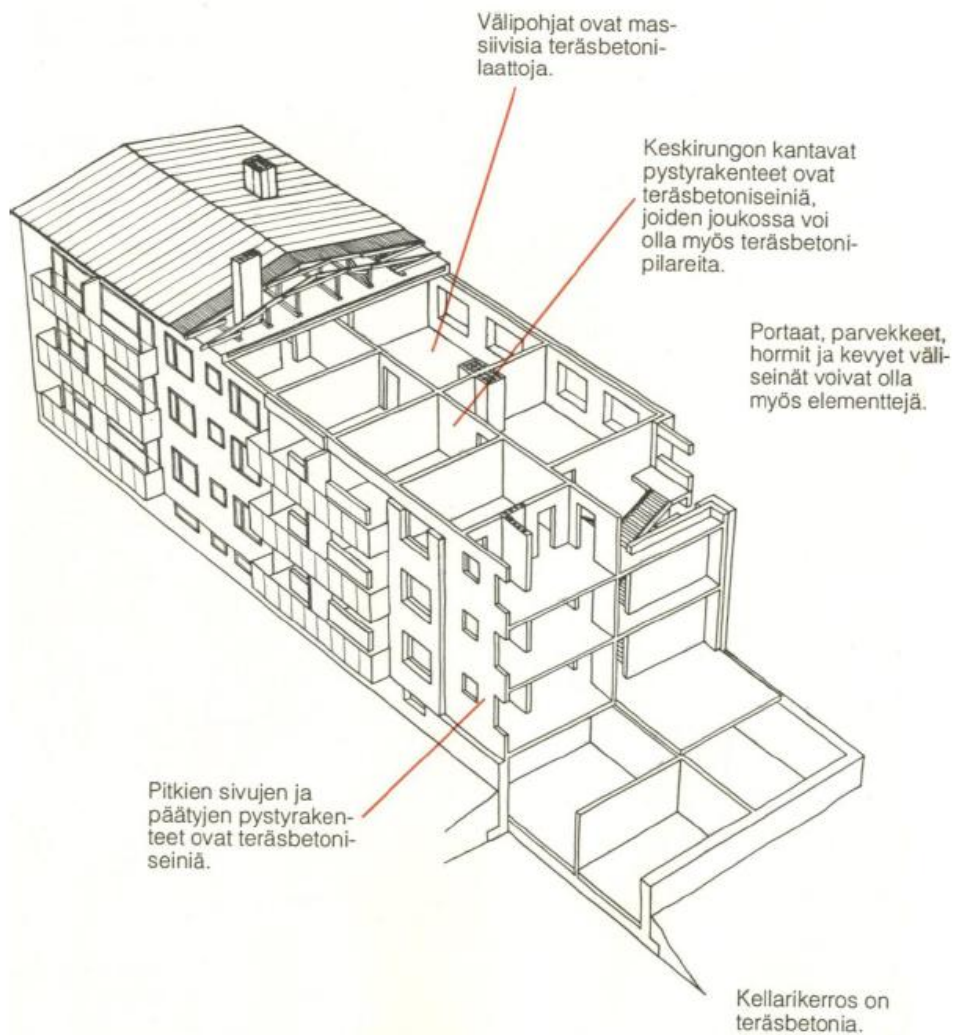 Välipohjat ovat mas-
siivisia teräsbetoni-
laattoja.
Keskirungon kantavat
pystyrakenteet ovat
teräsbetoniseiniä,
joiden joukossa voi
olla myös teräsbetoni-
pilareita.
Portaat, parvekkeet,
hormit ja kevyet väli-
seinät voivat olla
myös elementtejä.
Pitkien sivujen ja
päätyjen pystyraken-
teet ovat teräsbetoni-
seiniä.
Kellarikerros on
teräsbetonia.